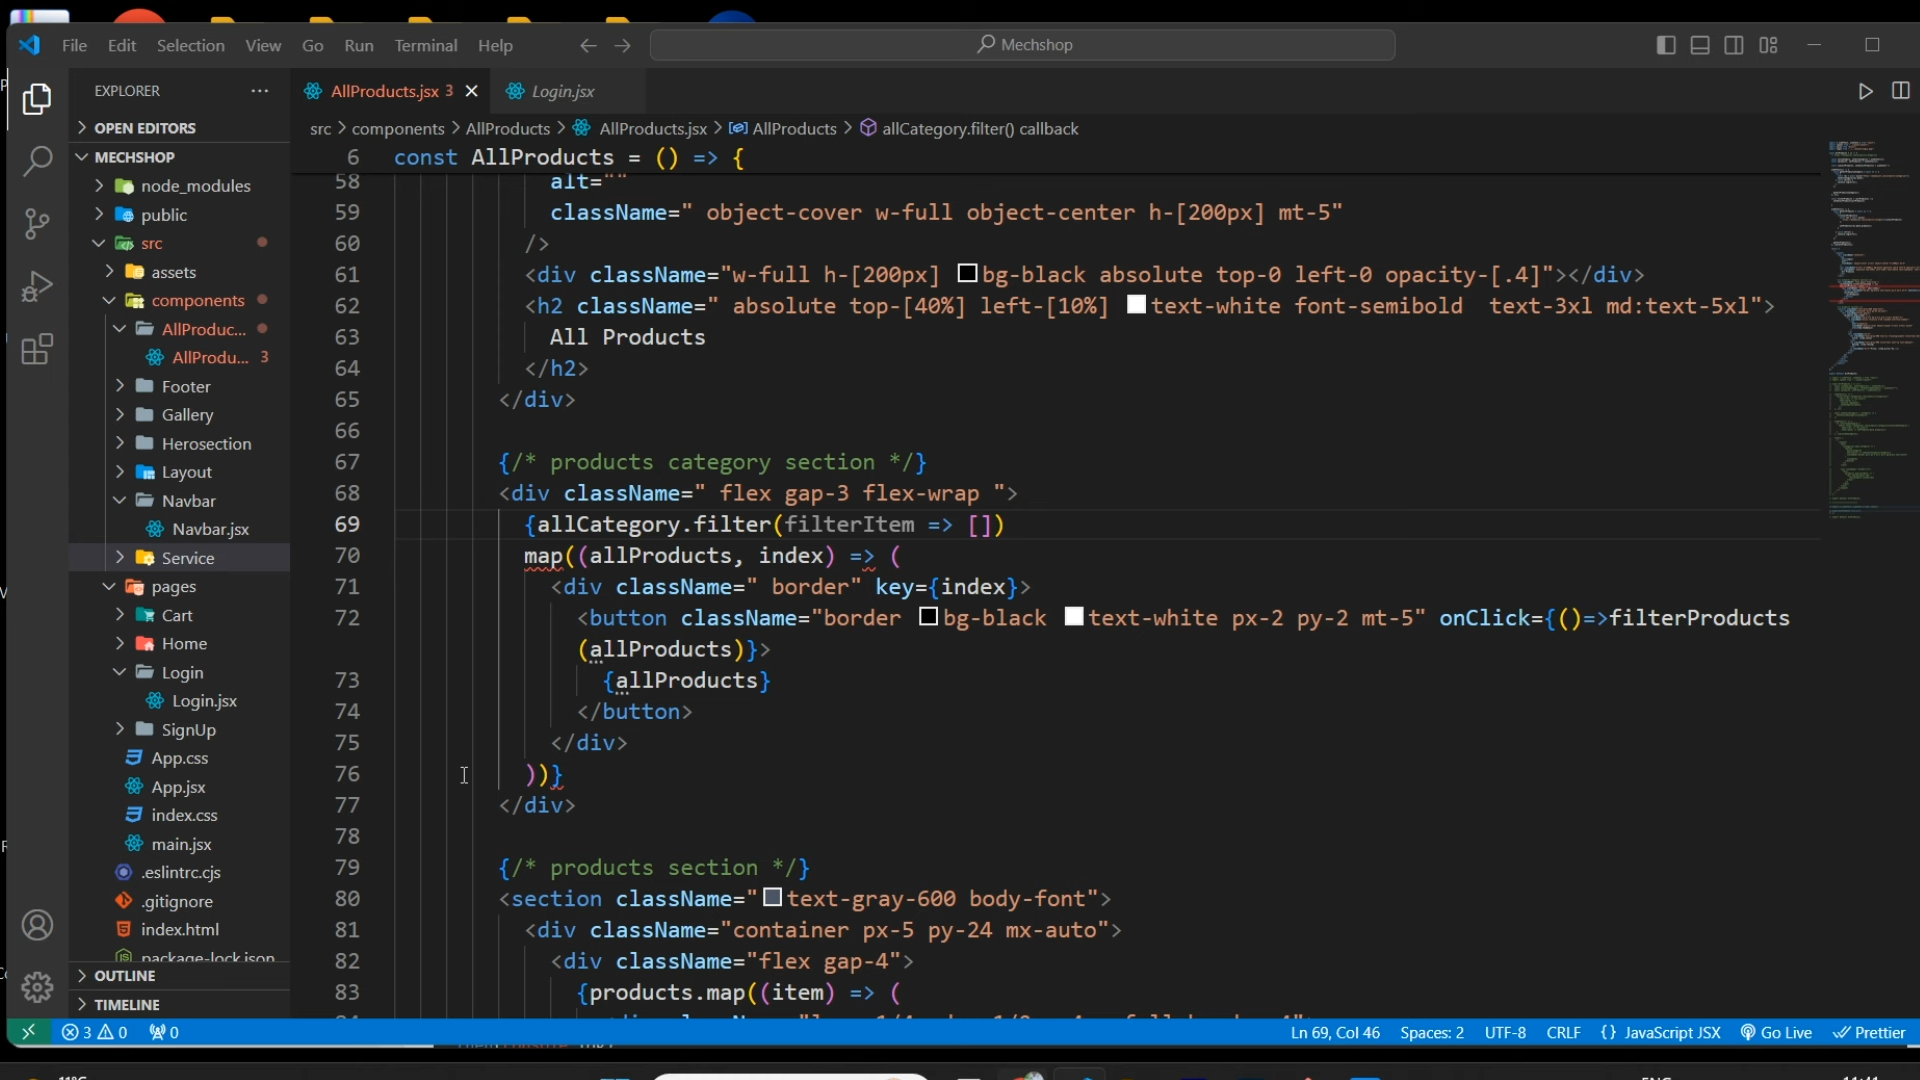 File Edit Selection View Go Run Terminal Help
Mechshop
EXPLORER
OPEN EDITORS
MECHSHOP
node_modules
public
src
assets
components
AllProduc...
AllProdu... 3
Footer
Gallery
Herosection
Layout
Navbar
Navbar.jsx
Service
pages
Cart
Home
Login
Login.jsx
SignUp
App.css
App.jsx
index.css
main.jsx
.eslintrc.cjs
.gitignore
index.html
package-lock.json
OUTLINE
TIMELINE
AllProducts.jsx 3
Login.jsx
src > components > AllProducts > AllProducts.jsx > AllProducts > allCategory.filter() callback
6 const AllProducts = () => {
58 alt=""
59 className=" object-cover w-full object-center h-[200px] mt-5"
60 />
61 <div className="w-full h-[200px] bg-black absolute top-0 left-0 opacity-[.4]"></div>
62 <h2 className=" absolute top-[40%] left-[10%] text-white font-semibold  text-3xl md:text-5xl">
63 All Products
64 </h2>
65 </div>
66
67 {/* products category section */}
68 <div className=" flex gap-3 flex-wrap ">
69 {allCategory.filter(filterItem => [])
70 map((allProducts, index) => (
71 <div className=" border" key={index}>
72 <button className="border bg-black text-white px-2 py-2 mt-5" onClick={()=>filterProducts
(allProducts)}>
73 {allProducts}
74 </button>
75 </div>
76 ))}
77 </div>
78
79 {/* products section */}
80 <section className="text-gray-600 body-font">
81 <div className="container px-5 py-24 mx-auto">
82 <div className="flex gap-4">
83 {products.map((item) => (
3 0 0
Ln 69, Col 46 Spaces: 2 UTF-8 CRLF {} JavaScript JSX Go Live Prettier